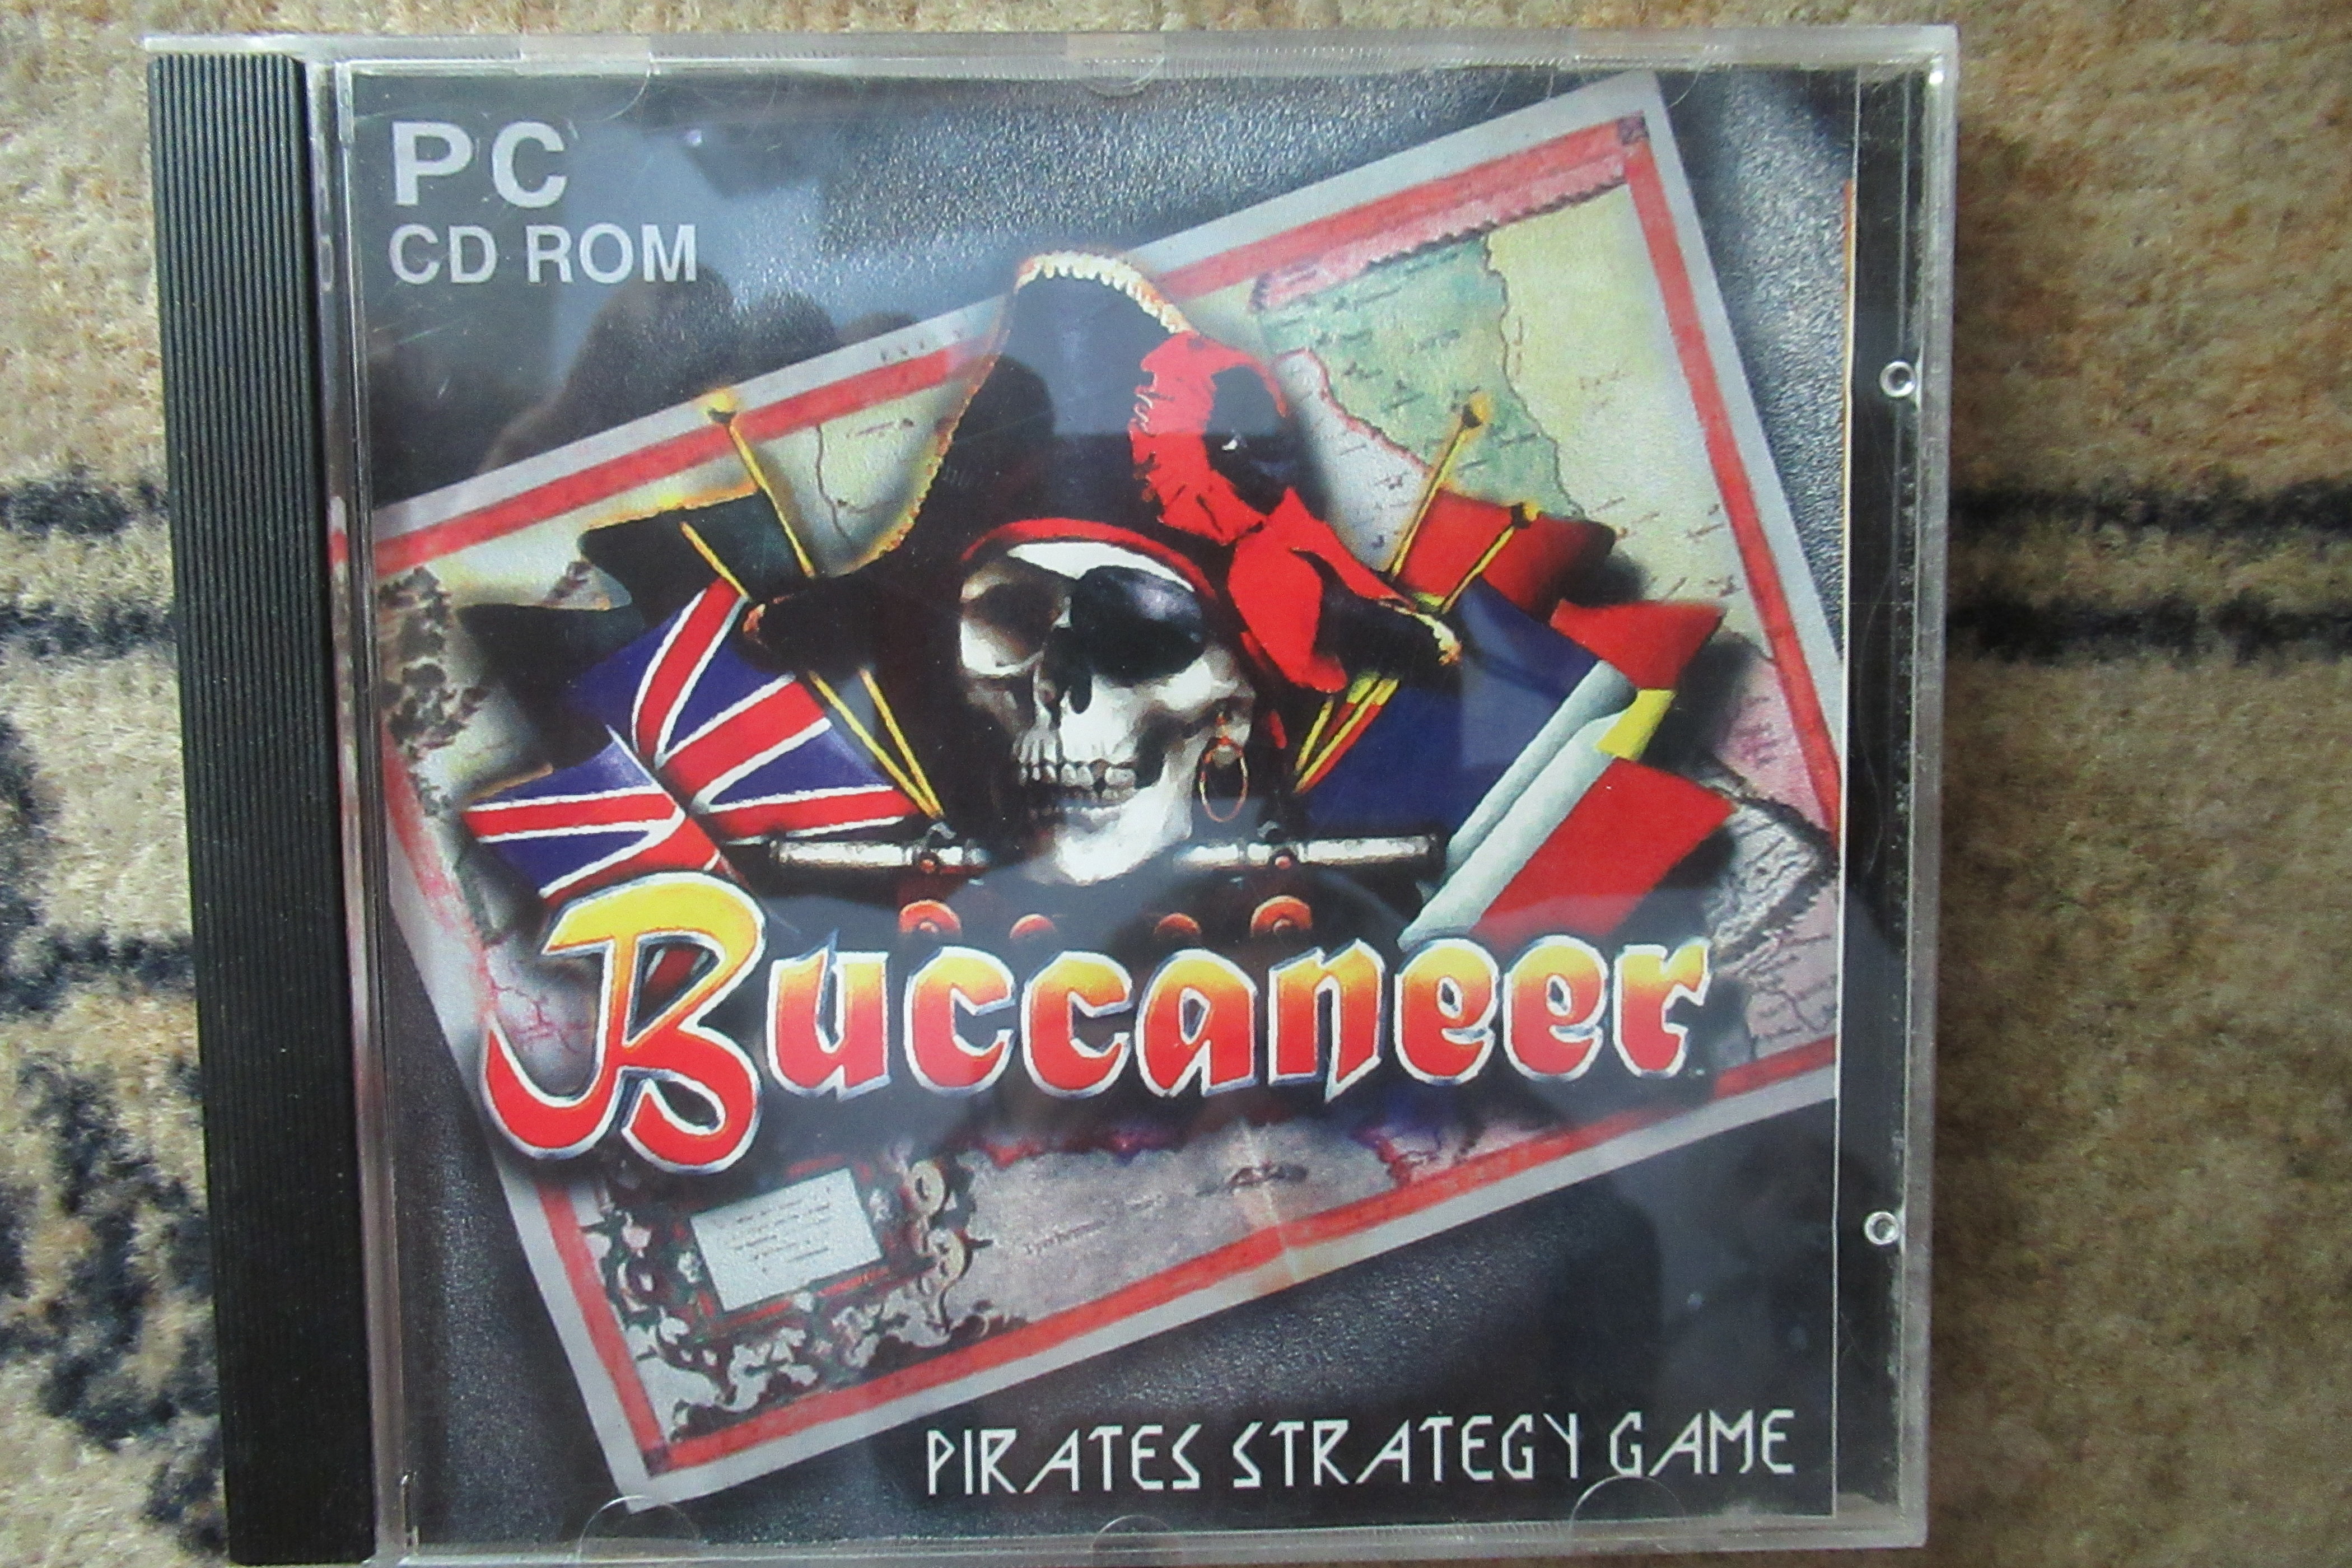 PC
CD ROM
Buccaneer
PIRATES STRATEGY GAME